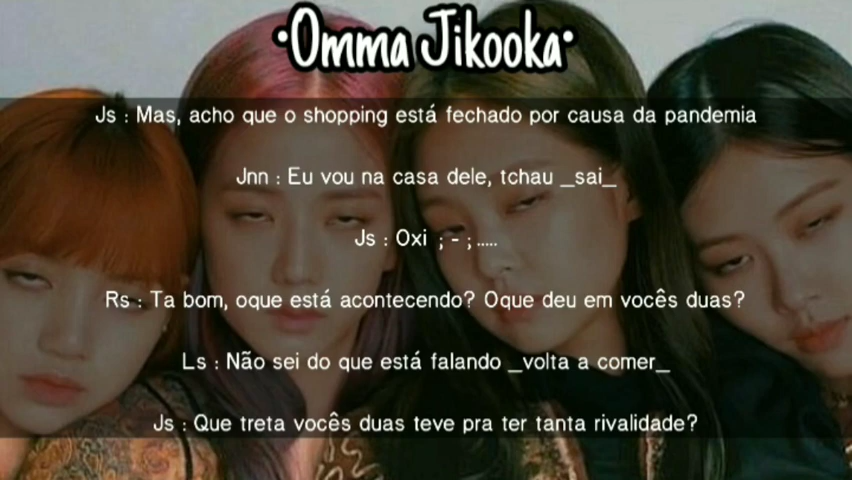 •Omma Jikooka•
Js : Mas, acho que o shopping está fechado por causa da pandemia
Jnn : Eu vou na casa dele, tchau _sai_
Js : Oxi ; - ; .....
Rs : Ta bom, oque está acontecendo? Oque deu em vocês duas?
Ls : Não sei do que está falando _volta a comer_
Js : Que treta vocês duas teve pra ter tanta rivalidade?